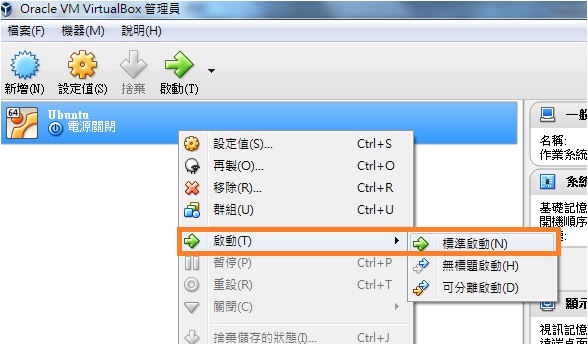 Oracle VM VirtualBox 管理員
檔案(F) 機器(M) 說明(H)
新增(N) 設定值(S) 捨棄 啟動(T)
64 Ubuntu
電源關閉
設定值(S)... Ctrl+S
再製(O)... Ctrl+O
移除(R)... Ctrl+R
群組(U) Ctrl+U
啟動(T)
暫停(P) Ctrl+P
重設(R) Ctrl+T
關閉(C)
捨棄儲存的狀態(I)... Ctrl+J
標準啟動(N)
無標題啟動(H)
可分離啟動(D)
一般
名稱:
作業系統
系統
基礎記憶
開機順序
顯示
視訊記憶
遠端桌面